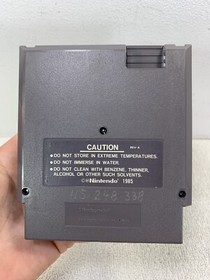 CAUTION REV-A
• DO NOT STORE IN EXTREME TEMPERATURES.
• DO NOT IMMERSE IN WATER.
• DO NOT CLEAN WITH BENZENE, THINNER,
ALCOHOL OR OTHER SUCH SOLVENTS.
©Nintendo 1985